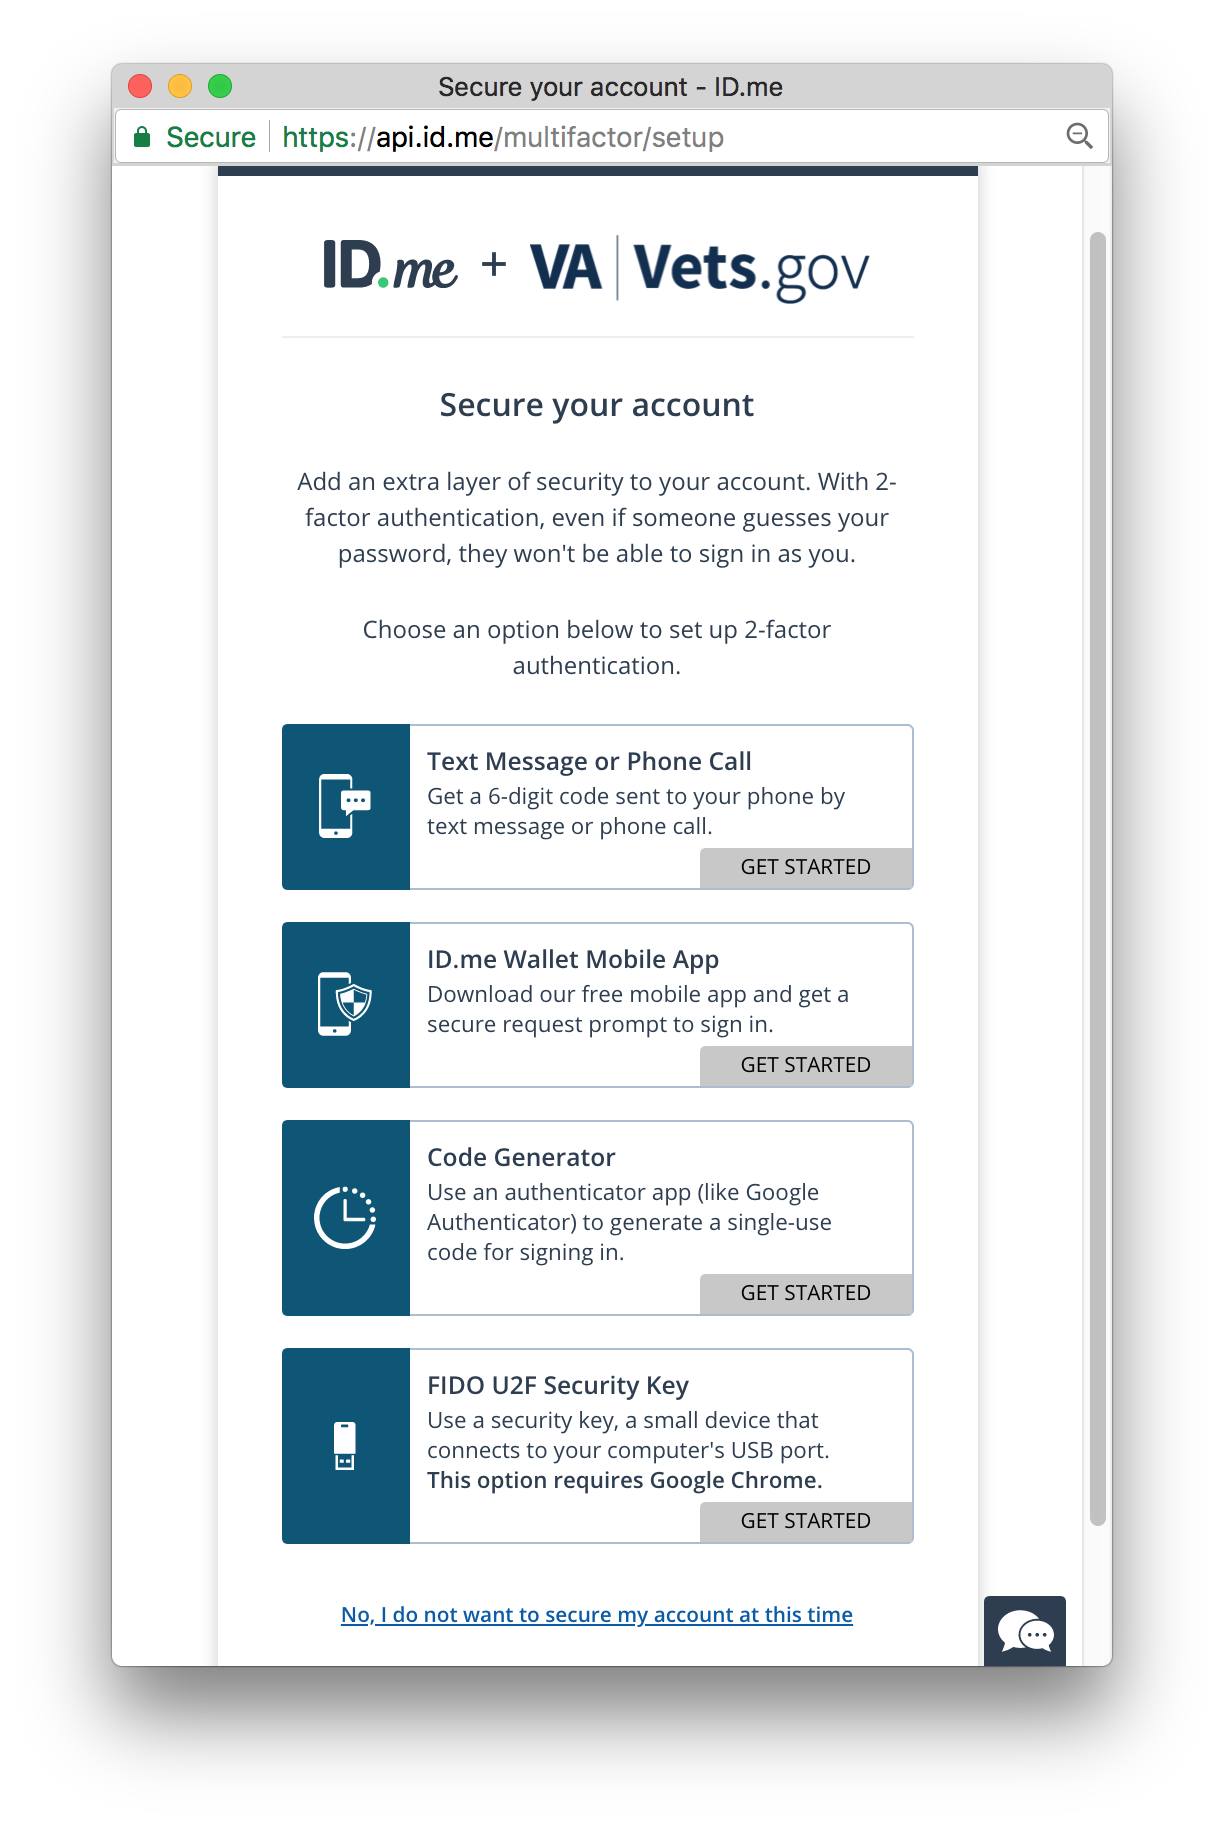 Secure your account - ID.me
Secure https://api.id.me/multifactor/setup
ID.me + VA Vets.gov
Secure your account
Add an extra layer of security to your account. With 2-
factor authentication, even if someone guesses your
password, they won't be able to sign in as you.
Choose an option below to set up 2-factor
authentication.
Text Message or Phone Call
Get a 6-digit code sent to your phone by
text message or phone call.
GET STARTED
ID.me Wallet Mobile App
Download our free mobile app and get a
secure request prompt to sign in.
GET STARTED
Code Generator
Use an authenticator app (like Google
Authenticator) to generate a single-use
code for signing in.
GET STARTED
FIDO U2F Security Key
Use a security key, a small device that
connects to your computer's USB port.
This option requires Google Chrome.
GET STARTED
No, I do not want to secure my account at this time